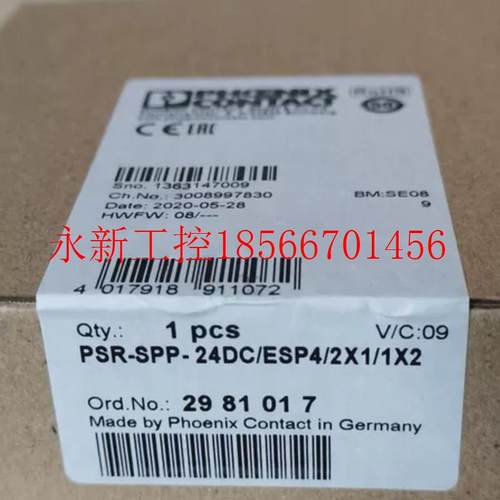 PHOENIX
CONTACT
CE EAC
Sno. 1363147009
Ch.No.: 3008997830 BM:SE08
Date: 2020-05-28 9
HWFW: 08/---
永新工控18566701456
4 017918 911072
Qty.: 1 pcs V/C:09
PSR-SPP- 24DC/ESP4/2X1/1X2
Ord.No.: 29 81 01 7
Made by Phoenix Contact in Germany